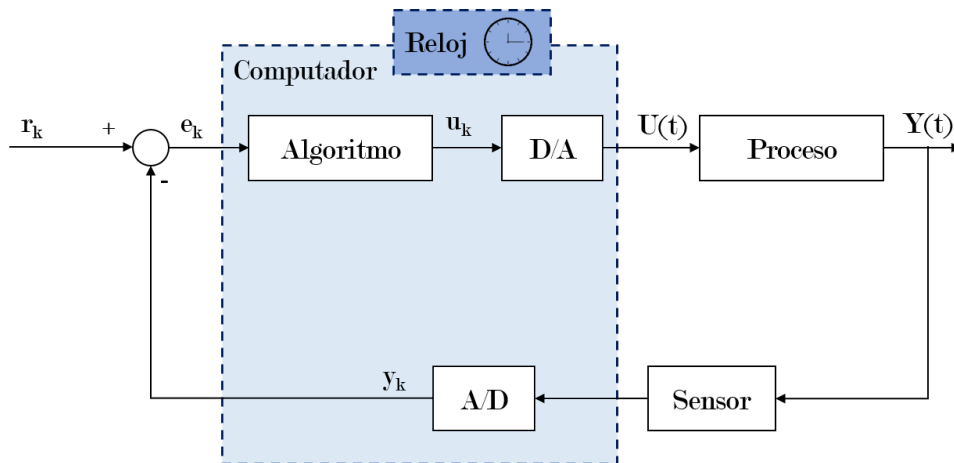 Reloj
Computador
r_k
+
e_k
Algoritmo
u_k
D/A
U(t)
Proceso
Y(t)
-
y_k
A/D
Sensor